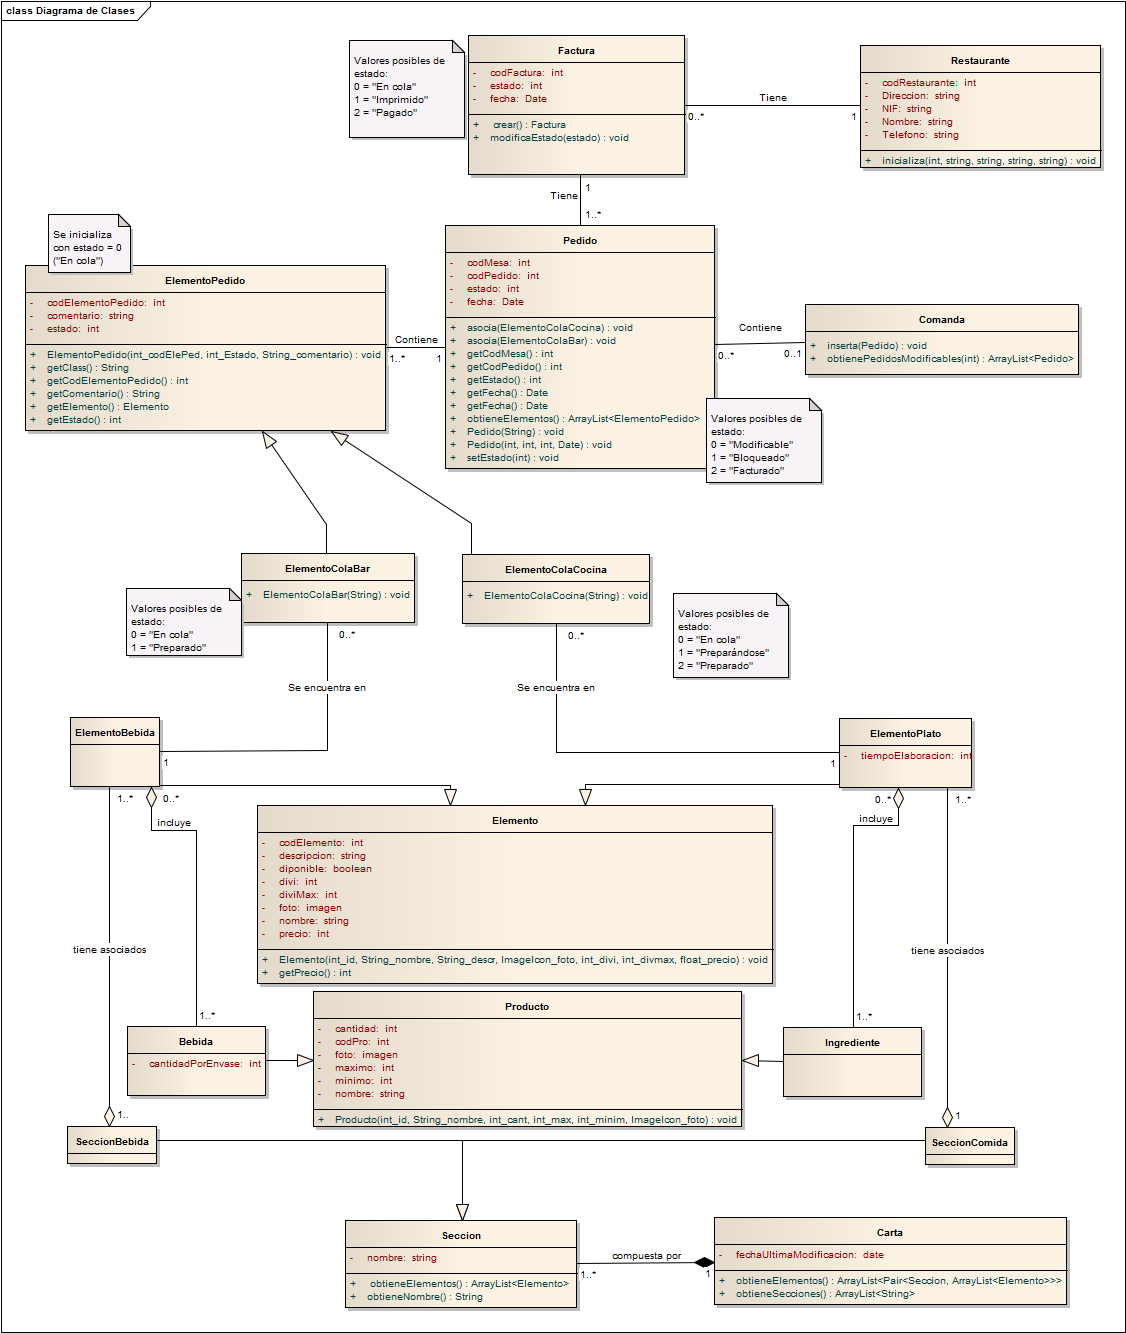 class Diagrama de Clases
Factura
- codFactura: int
- estado: int
- fecha: Date
+ crear() : Factura
+ modificaEstado(estado) : void
Valores posibles de
estado:
0 = "En cola"
1 = "Imprimido"
2 = "Pagado"
Restaurante
- codRestaurante: int
- Direccion: string
- NIF: string
- Nombre: string
- Telefono: string
+ inicializa(int, string, string, string, string) : void
Tiene
0..*
1
Tiene
1
1..*
Se inicializa
con estado = 0
("En cola")
ElementoPedido
- codElementoPedido: int
- comentario: string
- estado: int
+ ElementoPedido(int_codElePed, int_Estado, String_comentario) : void
+ getClass() : String
+ getCodElementoPedido() : int
+ getComentario() : String
+ getElemento() : Elemento
+ getEstado() : int
Contiene
1..*
1
Pedido
- codMesa: int
- codPedido: int
- estado: int
- fecha: Date
+ asocia(ElementoColaCocina) : void
+ asocia(ElementoColaBar) : void
+ getCodMesa() : int
+ getCodPedido() : int
+ getEstado() : int
+ getFecha() : Date
+ getFecha() : Date
+ obtieneElementos() : ArrayList<ElementoPedido>
+ Pedido(String) : void
+ Pedido(int, int, int, Date) : void
+ setEstado(int) : void
Contiene
0..*
0..1
Comanda
+ inserta(Pedido) : void
+ obtienePedidosModificables(int) : ArrayList<Pedido>
Valores posibles de
estado:
0 = "Modificable"
1 = "Bloqueado"
2 = "Facturado"
ElementoColaBar
+ ElementoColaBar(String) : void
ElementoColaCocina
+ ElementoColaCocina(String) : void
Valores posibles de
estado:
0 = "En cola"
1 = "Preparado"
Valores posibles de
estado:
0 = "En cola"
1 = "Preparándose"
2 = "Preparado"
0..*
0..*
Se encuentra en
Se encuentra en
ElementoBebida
1
ElementoPlato
- tiempoElaboracion: int
1
1..*
0..*
incluye
0..*
1..*
incluye
Elemento
- codElemento: int
- descripcion: string
- diponible: boolean
- divi: int
- diviMax: int
- foto: imagen
- nombre: string
- precio: int
+ Elemento(int_id, String_nombre, String_descr, ImageIcon_foto, int_divi, int_divmax, float_precio) : void
+ getPrecio() : int
tiene asociados
tiene asociados
1..*
1..*
Bebida
- cantidadPorEnvase: int
Producto
- cantidad: int
- codPro: int
- foto: imagen
- maximo: int
- minimo: int
- nombre: string
+ Producto(int_id, String_nombre, int_cant, int_max, int_minim, ImageIcon_foto) : void
Ingrediente
1..
1
SeccionBebida
SeccionComida
Seccion
- nombre: string
+ obtieneElementos() : ArrayList<Elemento>
+ obtieneNombre() : String
compuesta por
1..*
1
Carta
- fechaUltimaModificacion: date
+ obtieneElementos() : ArrayList<Pair<Seccion, ArrayList<Elemento>>>
+ obtieneSecciones() : ArrayList<String>